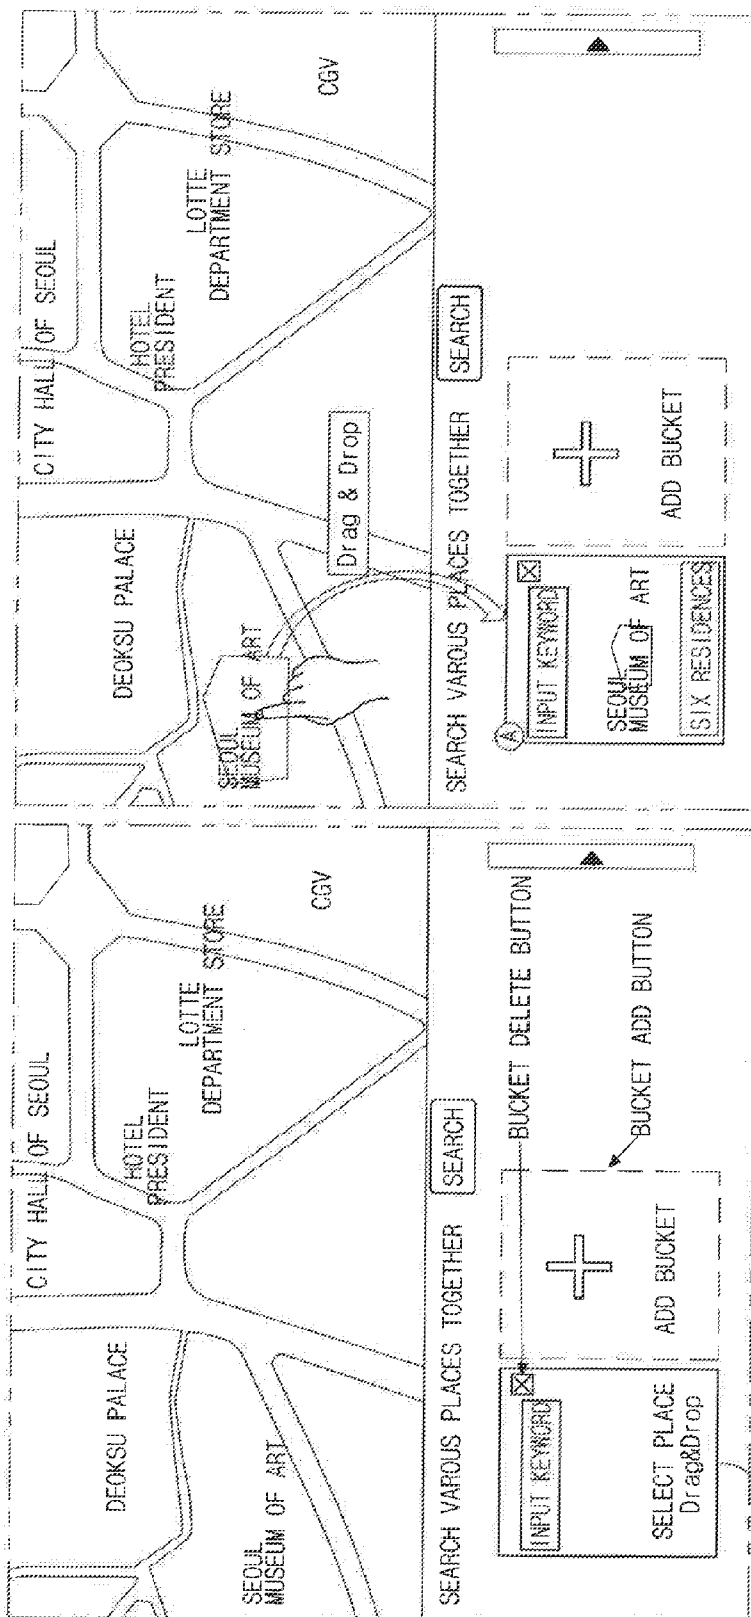 CITY HALL OF SEOUL
DEOKSU PALACE
HOTEL
PRESIDENT
LOTTE
DEPARTMENT STORE
SEOUL
MUSEUM OF ART
CGV
SEARCH VAROUS PLACES TOGETHER
SEARCH
INPUT KEYWORD
BUCKET DELETE BUTTON
SELECT PLACE
Drag&Drop
ADD BUCKET
BUCKET ADD BUTTON
CITY HALL OF SEOUL
DEOKSU PALACE
HOTEL
PRESIDENT
LOTTE
DEPARTMENT STORE
SEOUL
MUSEUM OF ART
CGV
Drag & Drop
SEARCH VAROUS PLACES TOGETHER
SEARCH
A
INPUT KEYWORD
SEOUL
MUSEUM OF ART
SIX RESIDENCES
ADD BUCKET